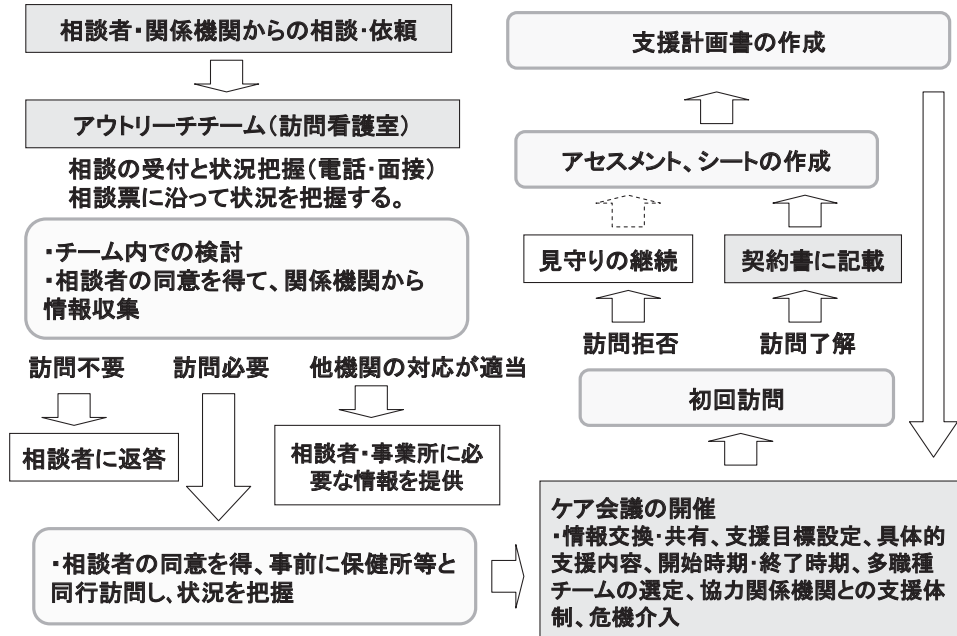 相談者・関係機関からの相談・依頼
アウトリーチチーム(訪問看護室)
相談の受付と状況把握(電話・面接)
相談票に沿って状況を把握する。
・チーム内での検討
・相談者の同意を得て、関係機関から
情報収集
訪問不要
訪問必要
他機関の対応が適当
相談者に返答
相談者・事業所に必
要な情報を提供
・相談者の同意を得、事前に保健所等と
同行訪問し、状況を把握
ケア会議の開催
・情報交換・共有、支援目標設定、具体的
支援内容、開始時期・終了時期、多職種
チームの選定、協力関係機関との支援体
制、危機介入
初回訪問
訪問拒否
訪問了解
見守りの継続
契約書に記載
アセスメント、シートの作成
支援計画書の作成